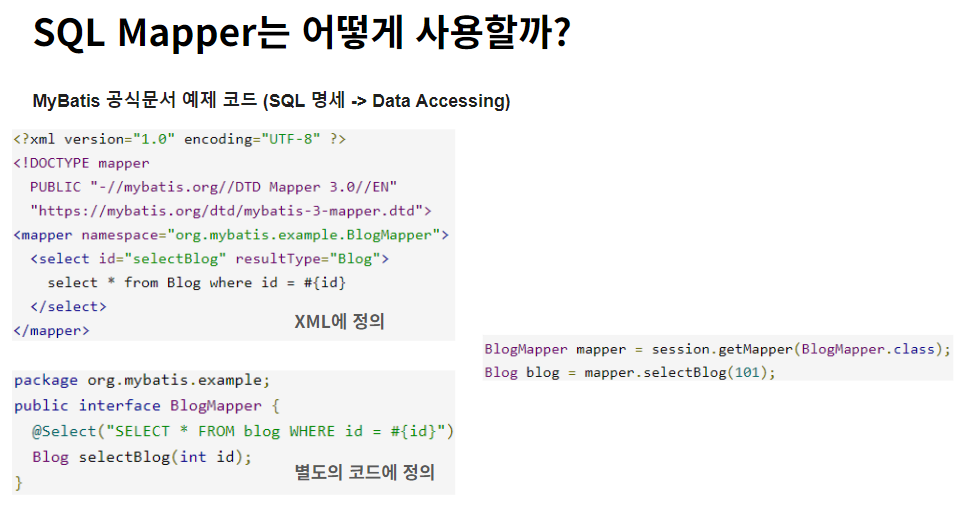 SQL Mapper는 어떻게 사용할까?
MyBatis 공식문서 예제 코드 (SQL 명세 -> Data Accessing)
<?xml version="1.0" encoding="UTF-8" ?>
<!DOCTYPE mapper
  PUBLIC "-//mybatis.org//DTD Mapper 3.0//EN"
  "https://mybatis.org/dtd/mybatis-3-mapper.dtd">
<mapper namespace="org.mybatis.example.BlogMapper">
  <select id="selectBlog" resultType="Blog">
    select * from Blog where id = #{id}
  </select>
</mapper>
XML에 정의
package org.mybatis.example;
public interface BlogMapper {
  @Select("SELECT * FROM blog WHERE id = #{id}")
  Blog selectBlog(int id);
}
별도의 코드에 정의
BlogMapper mapper = session.getMapper(BlogMapper.class);
Blog blog = mapper.selectBlog(101);